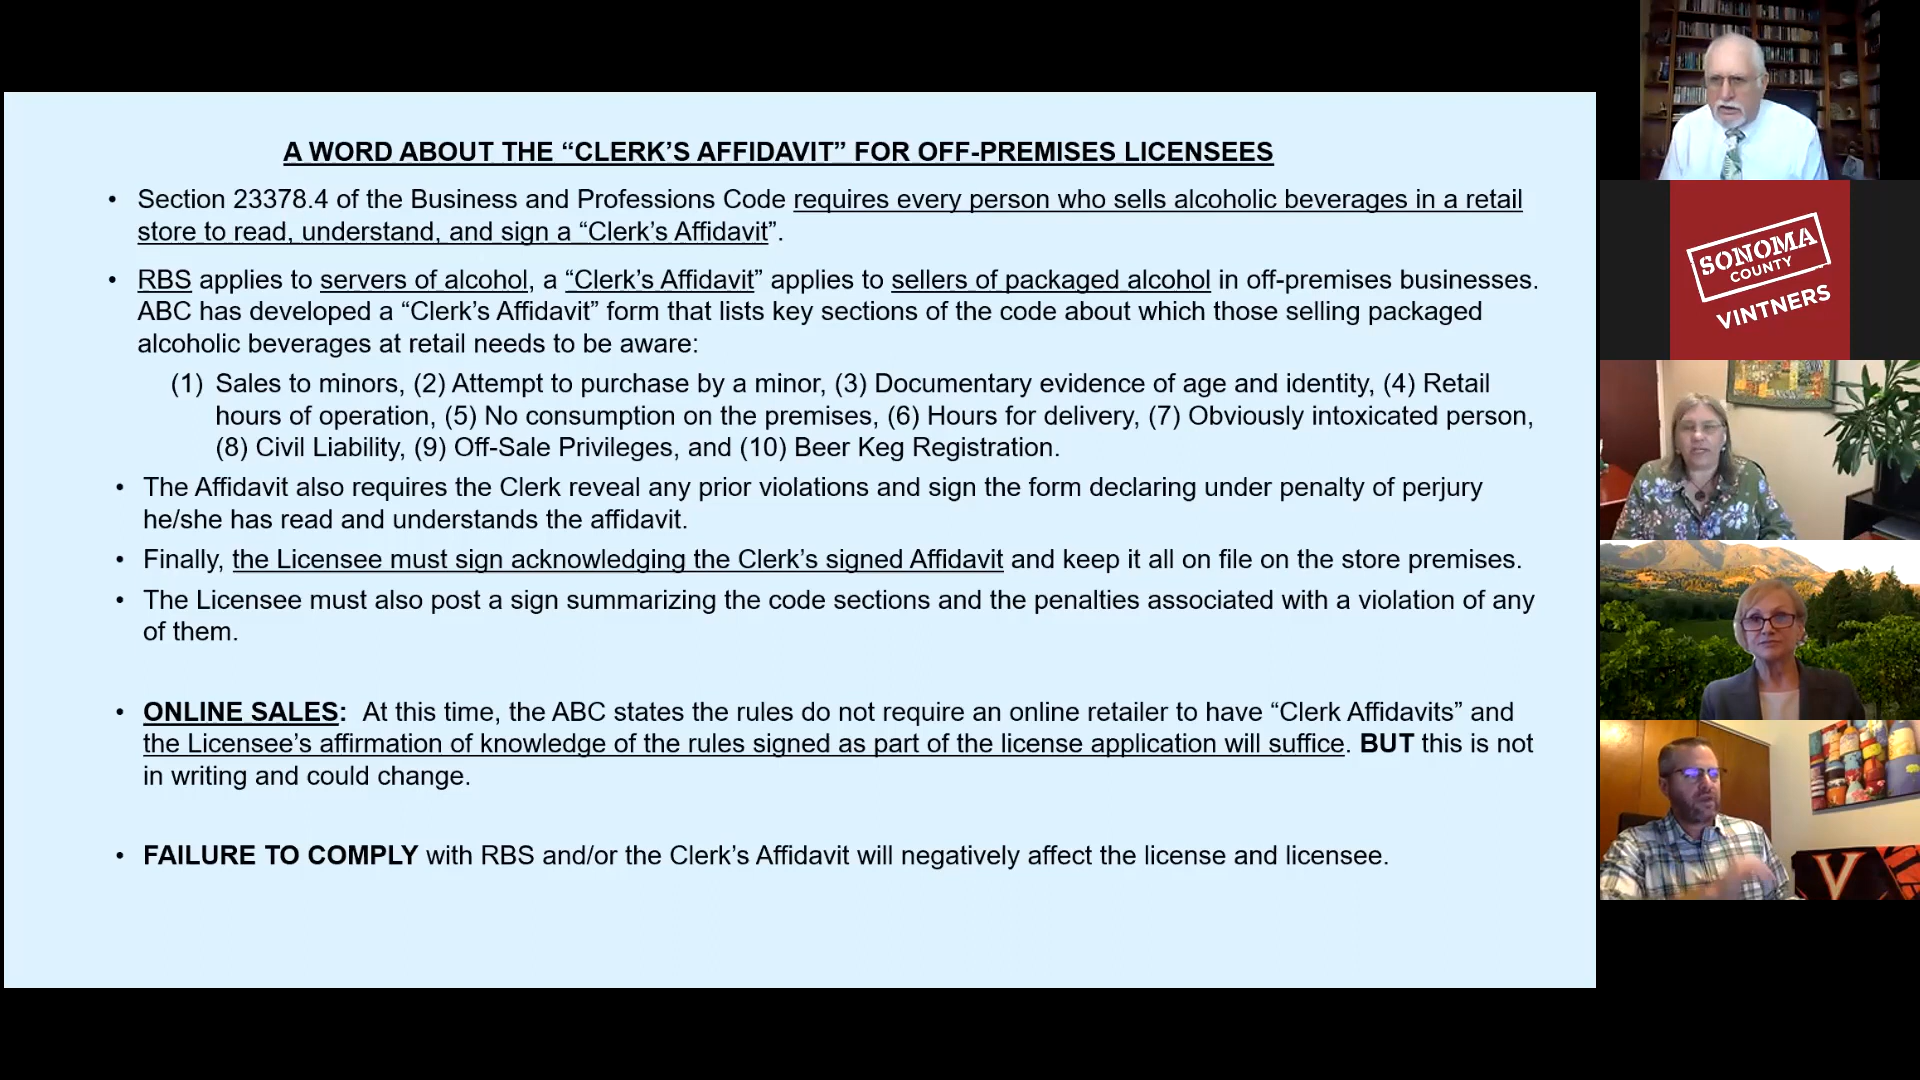 A WORD ABOUT THE “CLERK’S AFFIDAVIT” FOR OFF-PREMISES LICENSEES
• Section 23378.4 of the Business and Professions Code requires every person who sells alcoholic beverages in a retail
store to read, understand, and sign a “Clerk’s Affidavit”.
• RBS applies to servers of alcohol, a “Clerk’s Affidavit” applies to sellers of packaged alcohol in off-premises businesses.
ABC has developed a “Clerk’s Affidavit” form that lists key sections of the code about which those selling packaged
alcoholic beverages at retail needs to be aware:
(1) Sales to minors, (2) Attempt to purchase by a minor, (3) Documentary evidence of age and identity, (4) Retail
hours of operation, (5) No consumption on the premises, (6) Hours for delivery, (7) Obviously intoxicated person,
(8) Civil Liability, (9) Off-Sale Privileges, and (10) Beer Keg Registration.
• The Affidavit also requires the Clerk reveal any prior violations and sign the form declaring under penalty of perjury
he/she has read and understands the affidavit.
• Finally, the Licensee must sign acknowledging the Clerk’s signed Affidavit and keep it all on file on the store premises.
• The Licensee must also post a sign summarizing the code sections and the penalties associated with a violation of any
of them.
• ONLINE SALES: At this time, the ABC states the rules do not require an online retailer to have “Clerk Affidavits” and
the Licensee’s affirmation of knowledge of the rules signed as part of the license application will suffice. BUT this is not
in writing and could change.
• FAILURE TO COMPLY with RBS and/or the Clerk’s Affidavit will negatively affect the license and licensee.
SONOMA
COUNTY
VINTNERS
V